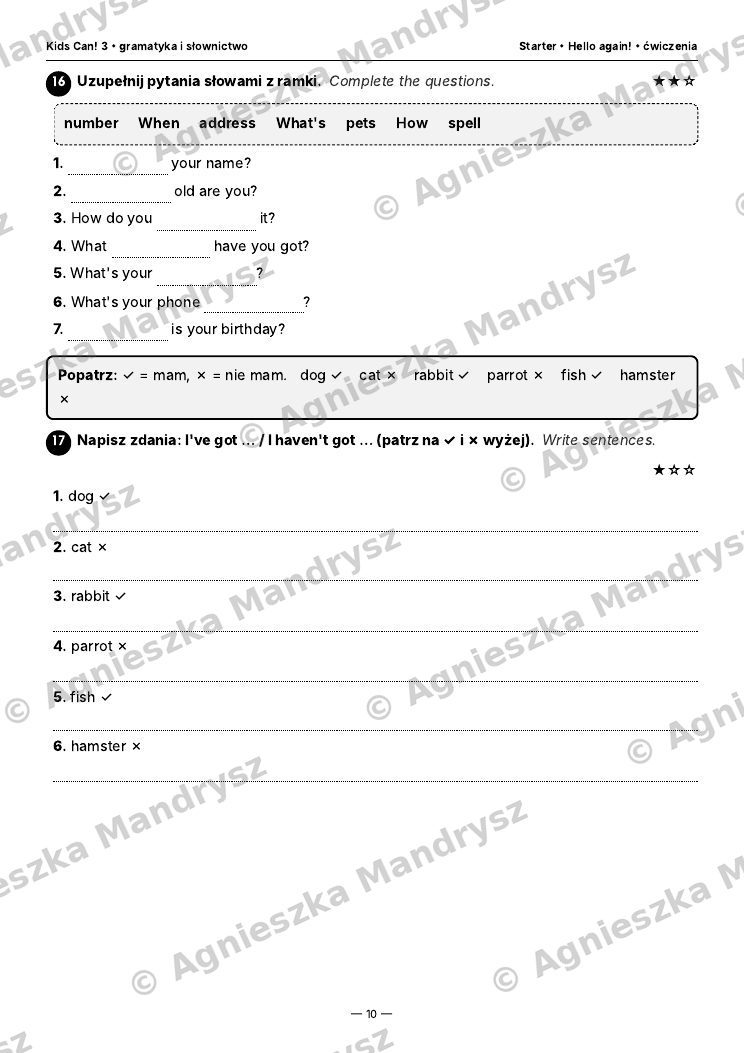 Kids Can! 3 • gramatyka i słownictwo
Starter • Hello again! • ćwiczenia
16 Uzupełnij pytania słowami z ramki. Complete the questions. ★★☆
number When address What's pets How spell
1. your name?
2. old are you?
3. How do you it?
4. What have you got?
5. What's your ?
6. What's your phone ?
7. is your birthday?
Popatrz: ✓ = mam, ✕ = nie mam. dog ✓ cat ✕ rabbit ✓ parrot ✕ fish ✓ hamster
✕
17 Napisz zdania: I've got ... / I haven't got ... (patrz na ✓ i ✕ wyżej). Write sentences.
★☆☆
1. dog ✓
2. cat ✕
3. rabbit ✓
4. parrot ✕
5. fish ✓
6. hamster ✕
— 10 —
© Agnieszka Mandrysz